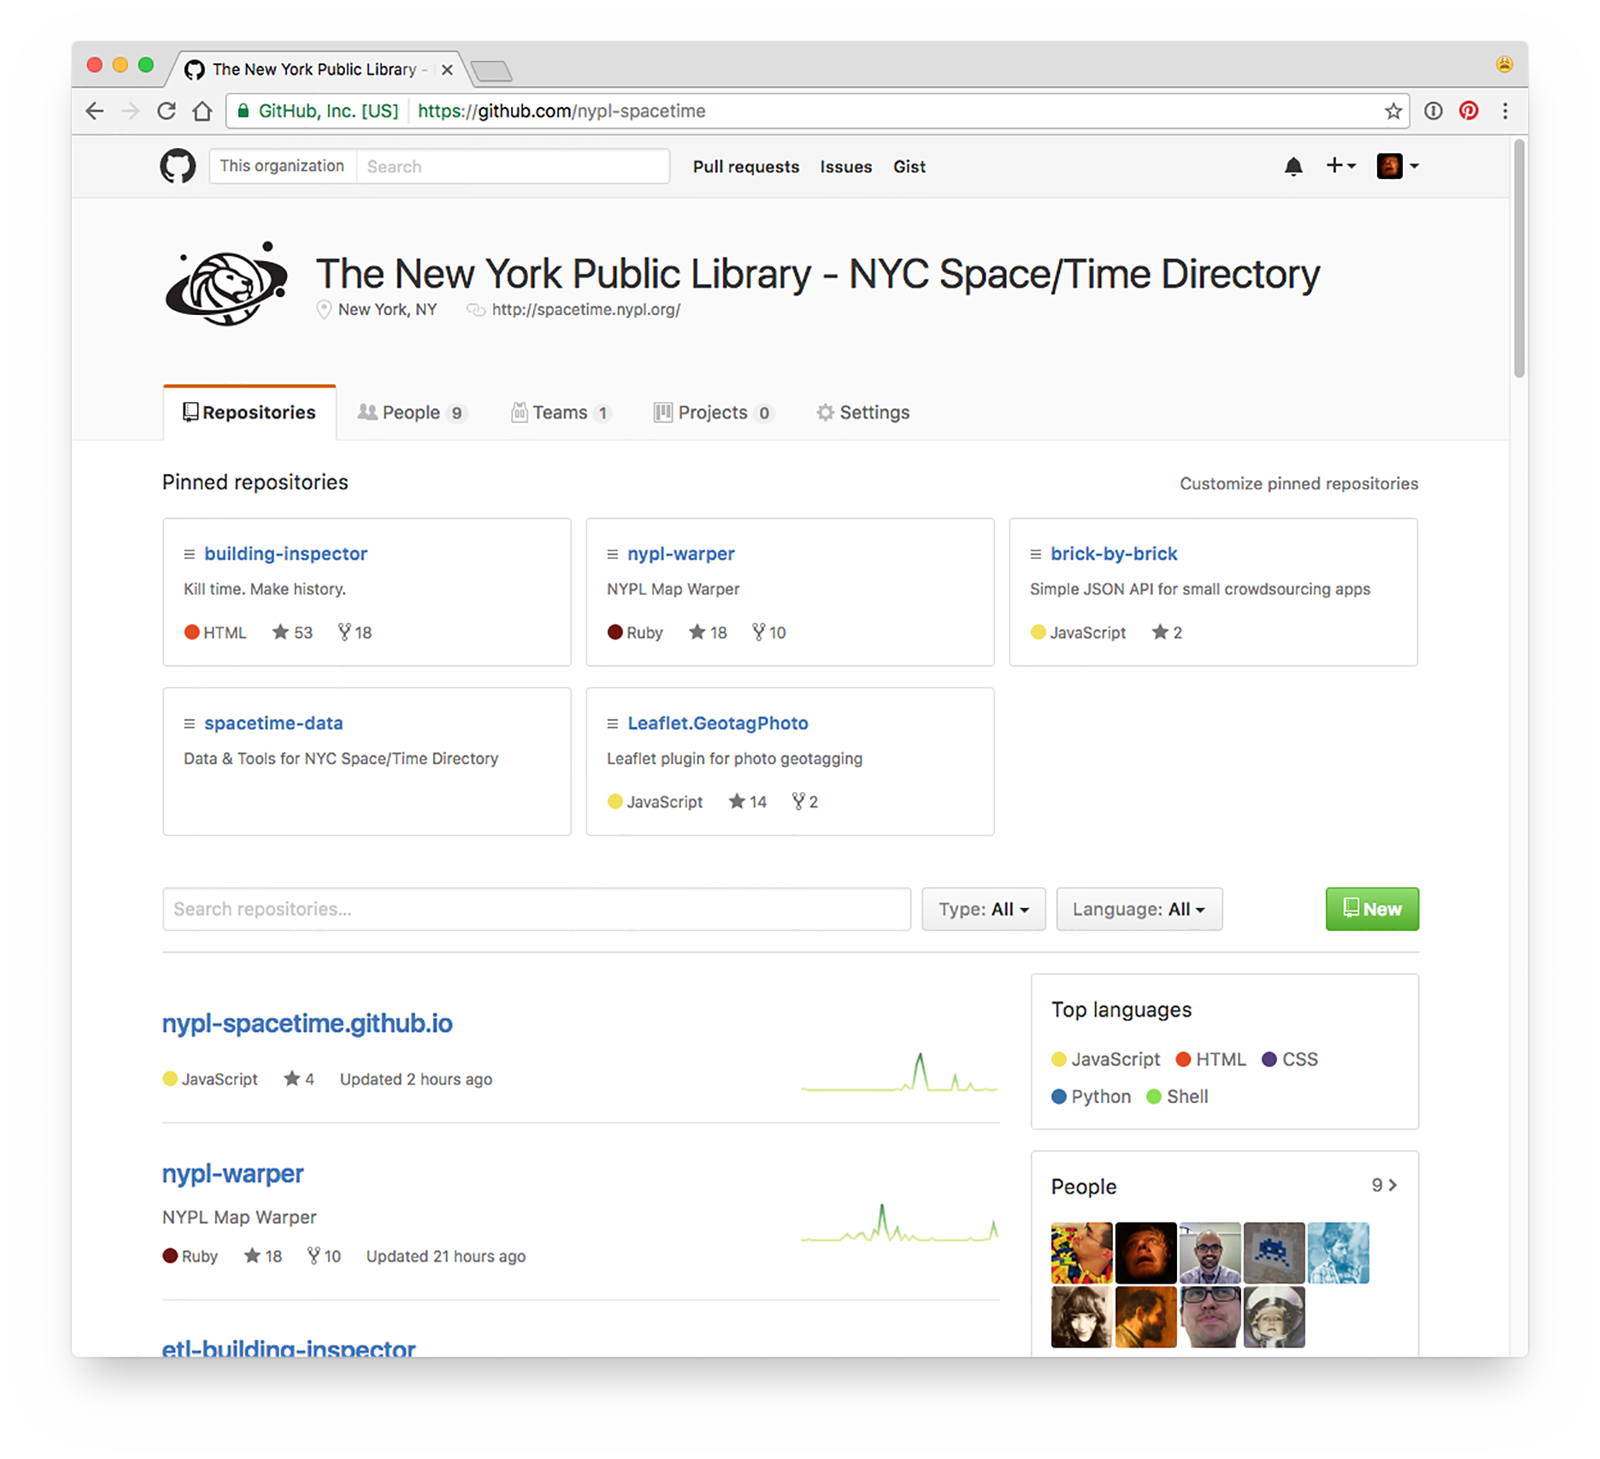 The New York Public Library -
GitHub, Inc. [US] https://github.com/nypl-spacetime
This organization Search Pull requests Issues Gist
The New York Public Library - NYC Space/Time Directory
New York, NY http://spacetime.nypl.org/
Repositories People 9 Teams 1 Projects 0 Settings
Pinned repositories Customize pinned repositories
building-inspector
Kill time. Make history.
HTML 53 18
nypl-warper
NYPL Map Warper
Ruby 18 10
brick-by-brick
Simple JSON API for small crowdsourcing apps
JavaScript 2
spacetime-data
Data & Tools for NYC Space/Time Directory
Leaflet.GeotagPhoto
Leaflet plugin for photo geotagging
JavaScript 14 2
Search repositories... Type: All Language: All New
nypl-spacetime.github.io
JavaScript 4 Updated 2 hours ago
nypl-warper
NYPL Map Warper
Ruby 18 10 Updated 21 hours ago
etl-building-inspector
Top languages
JavaScript HTML CSS
Python Shell
People 9